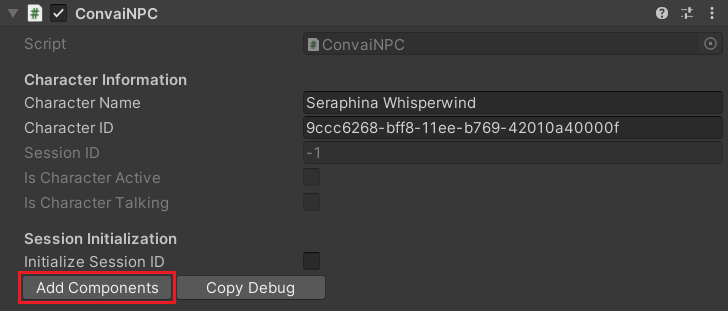 ConvaiNPC
Script ConvaiNPC
Character Information
Character Name Seraphina Whisperwind
Character ID 9ccc6268-bff8-11ee-b769-42010a40000f
Session ID -1
Is Character Active
Is Character Talking
Session Initialization
Initialize Session ID
Add Components Copy Debug